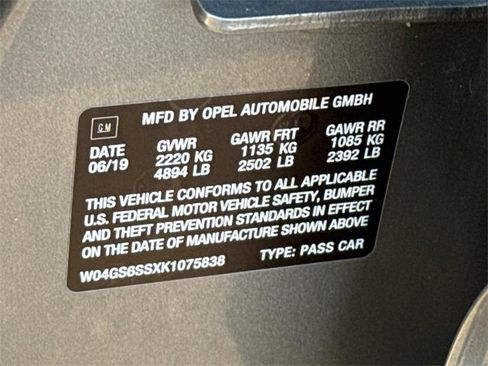 GM
MFD BY OPEL AUTOMOBILE GMBH
DATE GVWR GAWR FRT GAWR RR
06/19 2220 KG 1135 KG 1085 KG
4894 LB 2502 LB 2392 LB
THIS VEHICLE CONFORMS TO ALL APPLICABLE
U.S. FEDERAL MOTOR VEHICLE SAFETY, BUMPER
AND THEFT PREVENTION STANDARDS IN EFFECT
ON THE DATE OF MANUFACTURE SHOWN ABOVE
W04GS6SSXK1075838 TYPE: PASS CAR